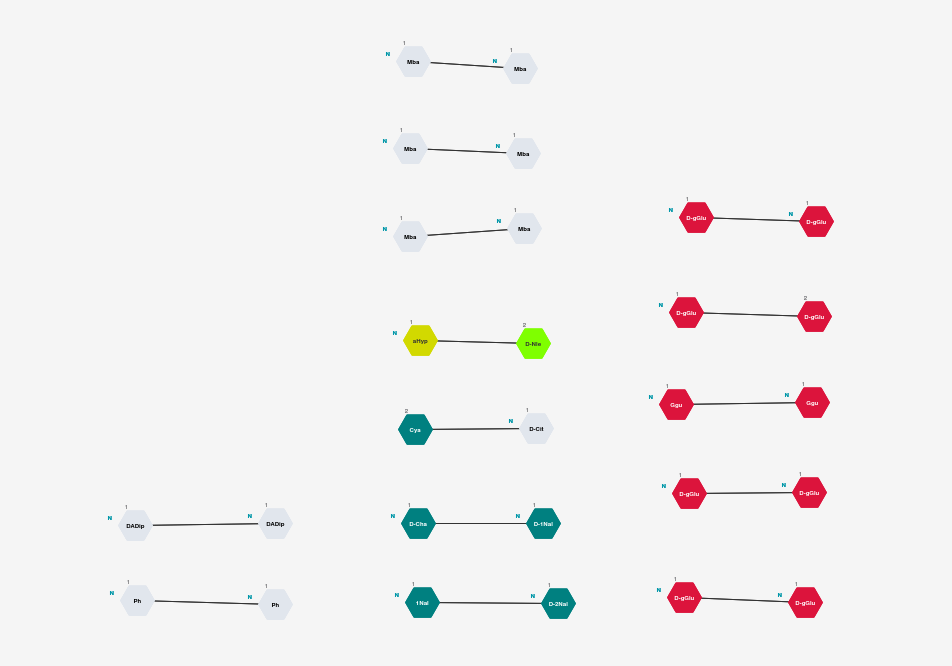 1 1
N Mba N Mba
1 1
N Mba N Mba
1 1
N Mba N Mba
1 1
N D-gGlu N D-gGlu
1 2
N D-gGlu D-gGlu
1 2
N aHyp D-Nle
1 1
N Ggu N Ggu
2 1
Cya N D-Cit
1 1
N D-gGlu N D-gGlu
1 1 1 1
N DADip N DADip N D-Cha N D-1Nal
1 1 1 1 1 1
N Ph N Ph N 1Nal N D-2Nal N D-gGlu N D-gGlu